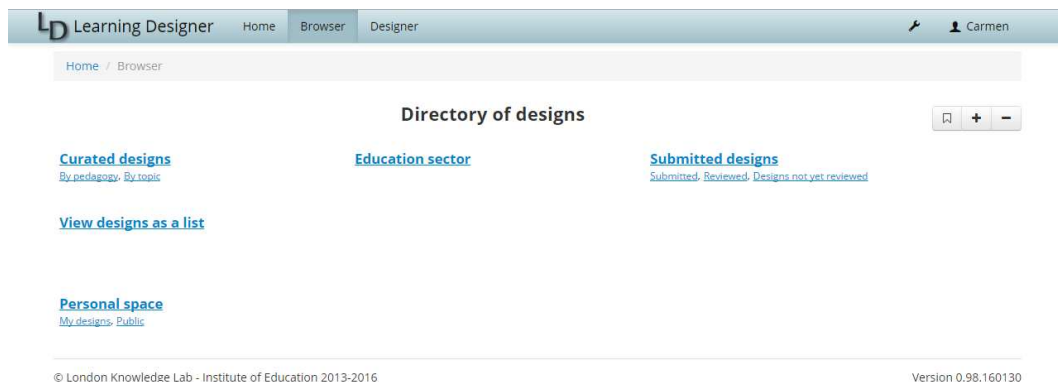 LD Learning Designer Home Browser Designer Carmen
Home / Browser
Directory of designs
Curated designs Education sector Submitted designs
By pedagogy, By topic Submitted, Reviewed, Designs not yet reviewed
View designs as a list
Personal space
My designs, Public
© London Knowledge Lab - Institute of Education 2013-2016 Version 0.98.160130